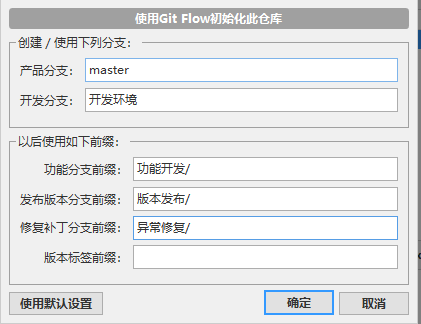 使用Git Flow初始化此仓库
创建 / 使用下列分支：
产品分支： master
开发分支： 开发环境
以后使用如下前缀：
功能分支前缀： 功能开发/
发布版本分支前缀： 版本发布/
修复补丁分支前缀： 异常修复/
版本标签前缀：
使用默认设置 确定 取消